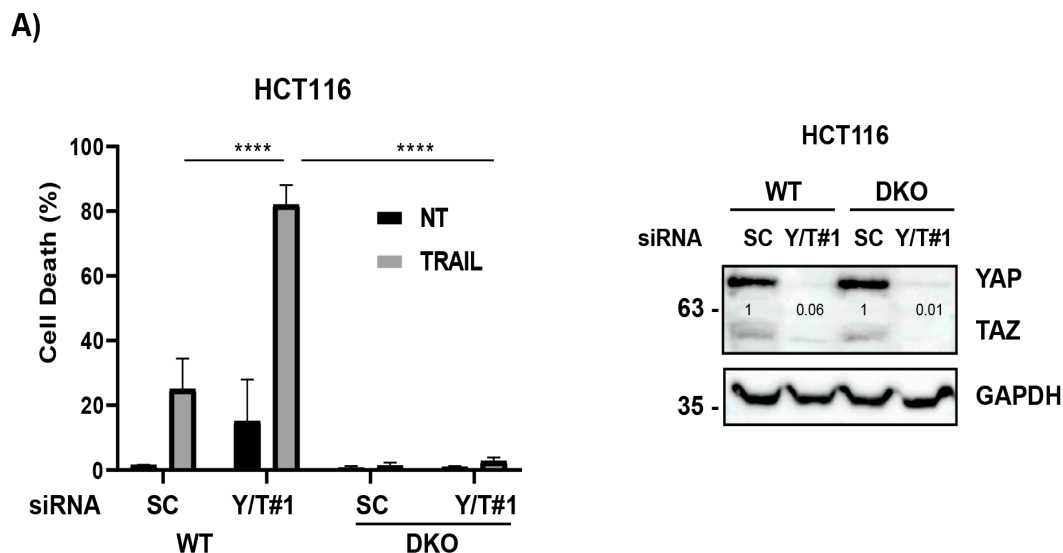 A)
HCT116
**** ****
100
80
60
40
20
0
Cell Death (%)
NT
TRAIL
siRNA SC Y/T#1 SC Y/T#1
WT DKO
HCT116
WT DKO
siRNA SC Y/T#1 SC Y/T#1
YAP
63 - 1 0.06 1 0.01
TAZ
35 - GAPDH